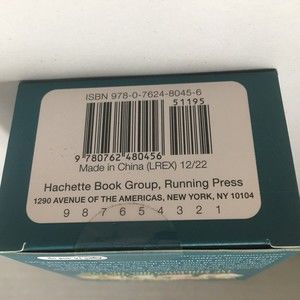 ISBN 978-0-7624-8045-6
51195
9 780762 480456
Made in China (LREX) 12/22
Hachette Book Group, Running Press
1290 AVENUE OF THE AMERICAS, NEW YORK, NY 10104
9 8 7 6 5 4 3 2 1